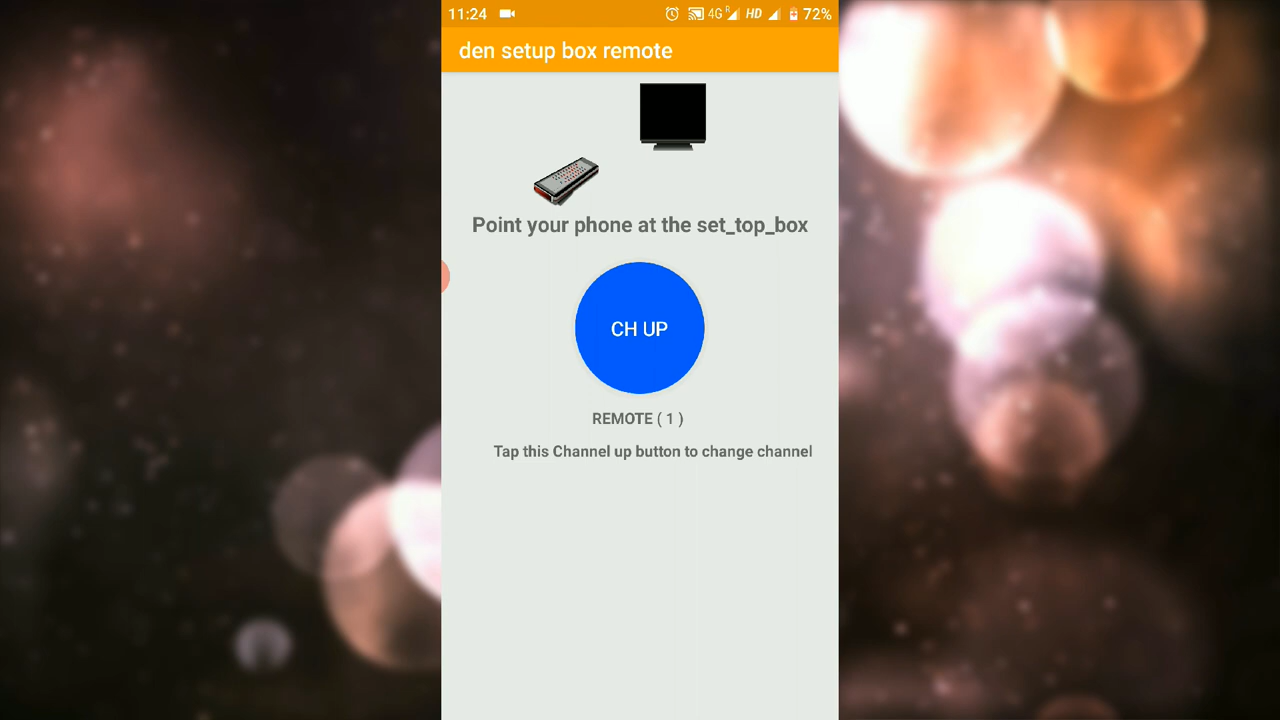 11:24 4G R HD 72%
den setup box remote
Point your phone at the set_top_box
CH UP
REMOTE ( 1 )
Tap this Channel up button to change channel